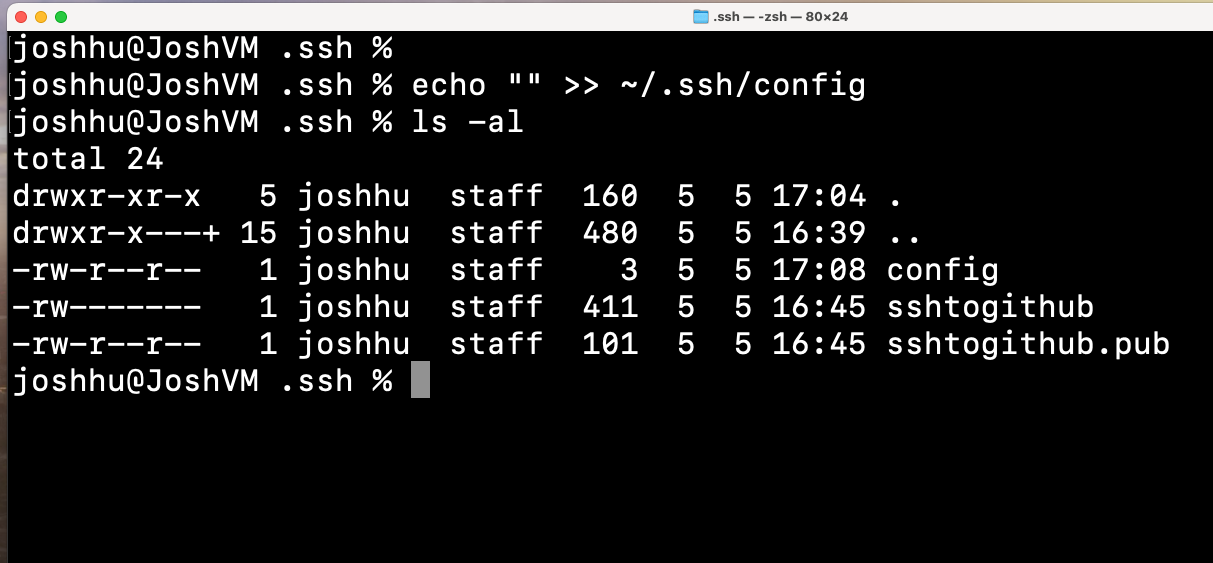 .ssh — -zsh — 80×24
joshhu@JoshVM .ssh %
joshhu@JoshVM .ssh % echo "" >> ~/.ssh/config
joshhu@JoshVM .ssh % ls -al
total 24
drwxr-xr-x   5 joshhu  staff  160  5  5 17:04 .
drwxr-x---+ 15 joshhu  staff  480  5  5 16:39 ..
-rw-r--r--   1 joshhu  staff    3  5  5 17:08 config
-rw-------   1 joshhu  staff  411  5  5 16:45 sshtogithub
-rw-r--r--   1 joshhu  staff  101  5  5 16:45 sshtogithub.pub
joshhu@JoshVM .ssh %